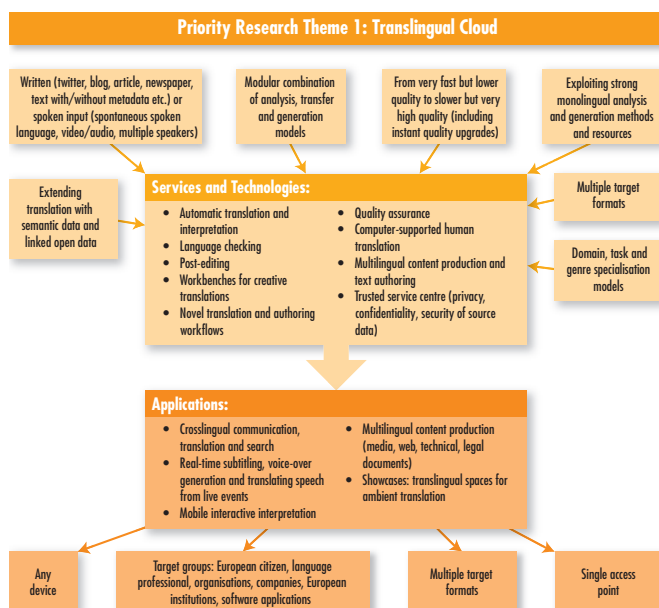 Priority Research Theme 1: Translingual Cloud
Written (twitter, blog, article, newspaper,
text with/without metadata etc.) or
spoken input (spontaneous spoken
language, video/audio, multiple speakers)
Modular combination
of analysis, transfer
and generation
models
From very fast but lower
quality to slower but very
high quality (including
instant quality upgrades)
Exploiting strong
monolingual analysis
and generation methods
and resources
Extending
translation with
semantic data and
linked open data
Services and Technologies:
• Automatic translation and
interpretation
• Language checking
• Post-editing
• Workbenches for creative
translations
• Novel translation and authoring
workflows
• Quality assurance
• Computer-supported human
translation
• Multilingual content production and
text authoring
• Trusted service centre (privacy,
confidentiality, security of source
data)
Multiple target
formats
Domain, task and
genre specialisation
models
Applications:
• Crosslingual communication,
translation and search
• Real-time subtitling, voice-over
generation and translating speech
from live events
• Mobile interactive interpretation
• Multilingual content production
(media, web, technical, legal
documents)
• Showcases: translingual spaces for
ambient translation
Any
device
Target groups: European citizen, language
professional, organisations, companies, European
institutions, software applications
Multiple target
formats
Single access
point